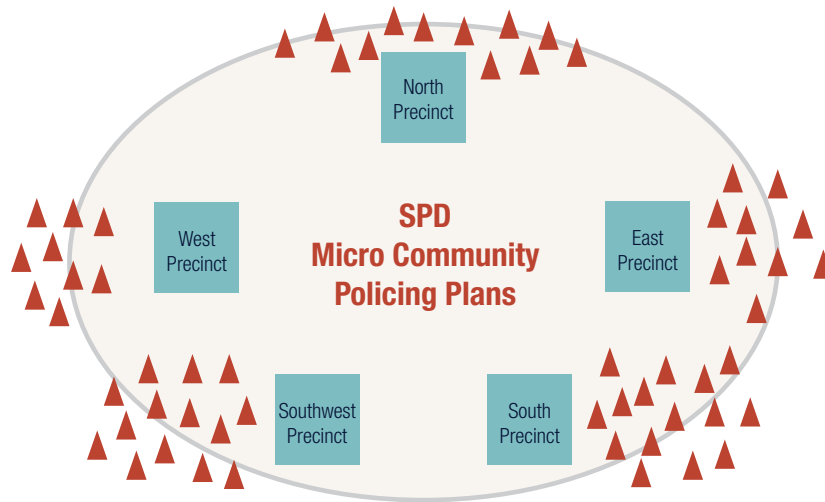 North
Precinct
SPD
Micro Community
Policing Plans
West
Precinct
East
Precinct
Southwest
Precinct
South
Precinct